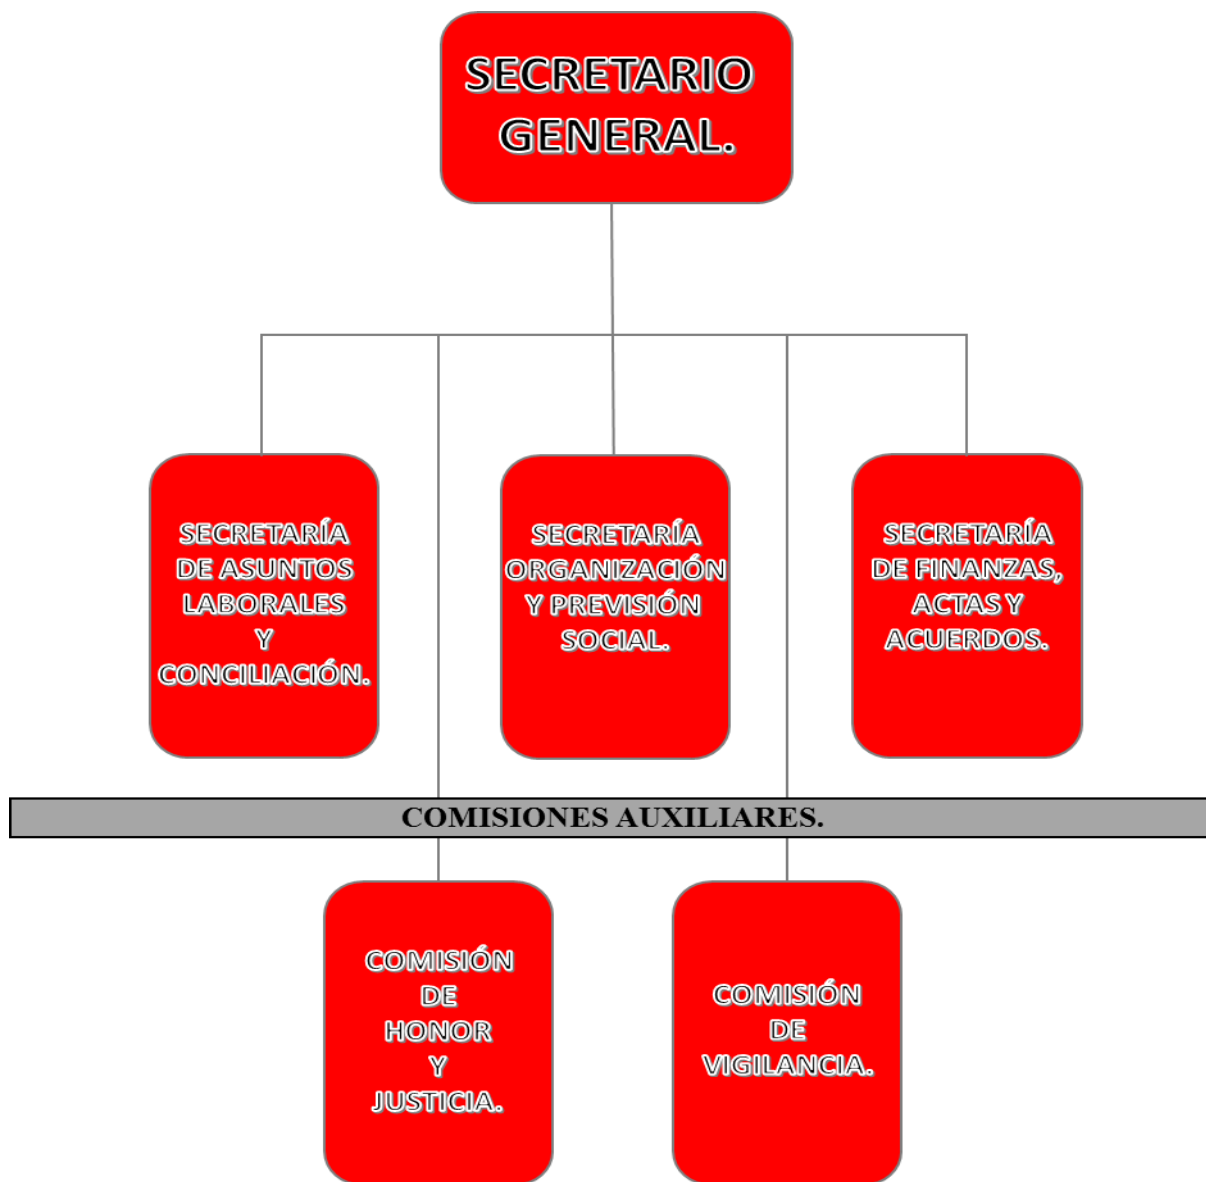 SECRETARIO
GENERAL.
SECRETARÍA
DE ASUNTOS
LABORALES
Y
CONCILIACIÓN.
SECRETARÍA
ORGANIZACIÓN
Y PREVISIÓN
SOCIAL.
SECRETARÍA
DE FINANZAS,
ACTAS Y
ACUERDOS.
COMISIONES AUXILIARES.
COMISIÓN
DE
HONOR
Y
JUSTICIA.
COMISIÓN
DE
VIGILANCIA.